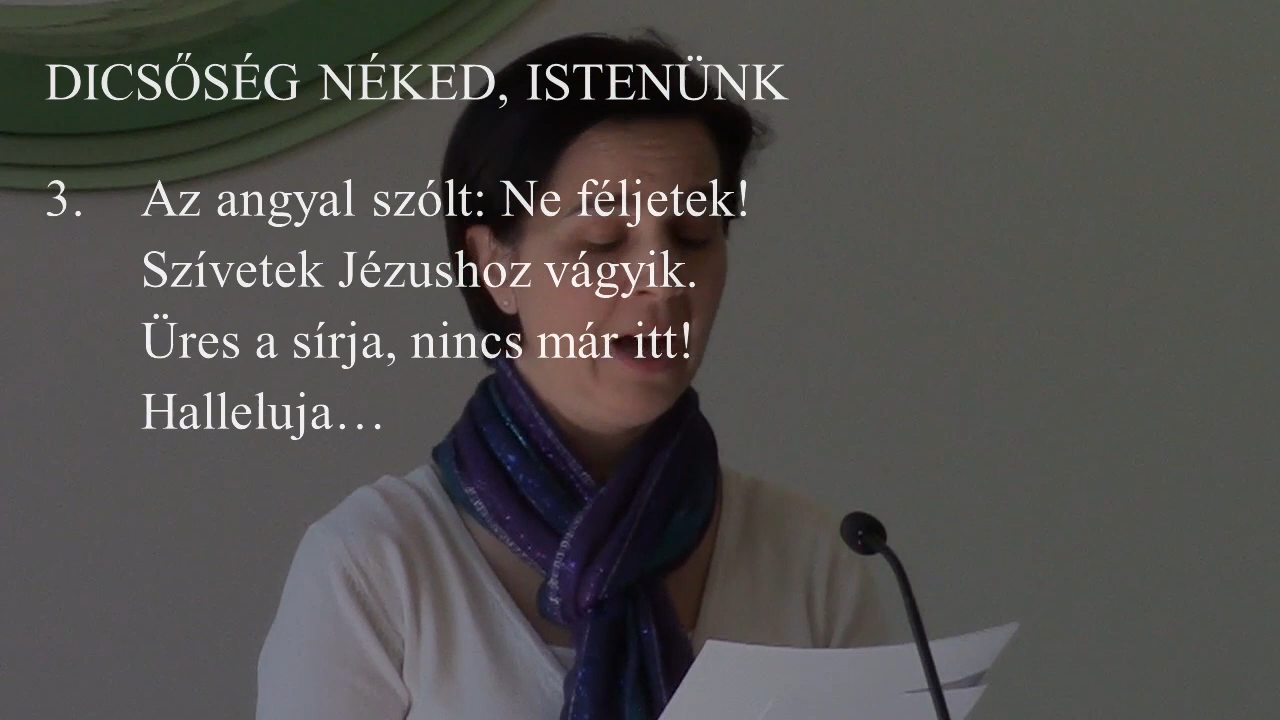 DICSŐSÉG NÉKED, ISTENÜNK
3. Az angyal szólt: Ne féljetek!
Szívetek Jézushoz vágyik.
Üres a sírja, nincs már itt!
Halleluja…